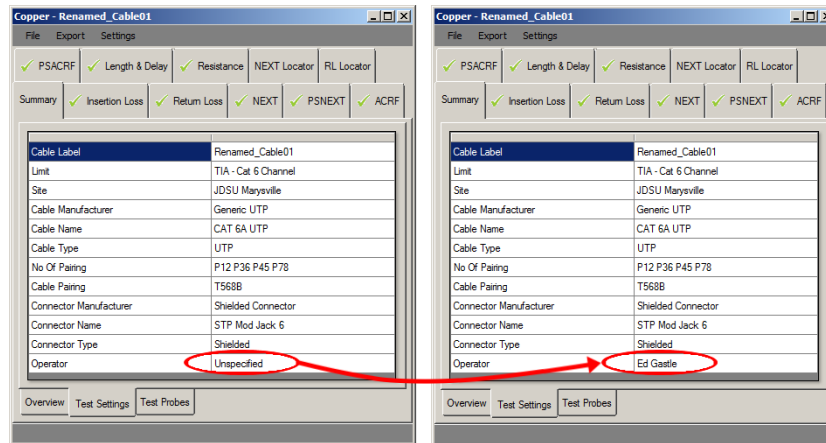 Copper - Renamed_Cable01
File Export Settings
PSACRF Length & Delay Resistance NEXT Locator RL Locator
Summary Insertion Loss Return Loss NEXT PSNEXT ACRF
Cable Label Renamed_Cable01
Limit TIA - Cat 6 Channel
Site JDSU Marysville
Cable Manufacturer Generic UTP
Cable Name CAT 6A UTP
Cable Type UTP
No Of Pairing P12 P36 P45 P78
Cable Pairing T568B
Connector Manufacturer Shielded Connector
Connector Name STP Mod Jack 6
Connector Type Shielded
Operator Unspecified
Overview Test Settings Test Probes
Copper - Renamed_Cable01
File Export Settings
PSACRF Length & Delay Resistance NEXT Locator RL Locator
Summary Insertion Loss Return Loss NEXT PSNEXT ACRF
Cable Label Renamed_Cable01
Limit TIA - Cat 6 Channel
Site JDSU Marysville
Cable Manufacturer Generic UTP
Cable Name CAT 6A UTP
Cable Type UTP
No Of Pairing P12 P36 P45 P78
Cable Pairing T568B
Connector Manufacturer Shielded Connector
Connector Name STP Mod Jack 6
Connector Type Shielded
Operator Ed Gastle
Overview Test Settings Test Probes